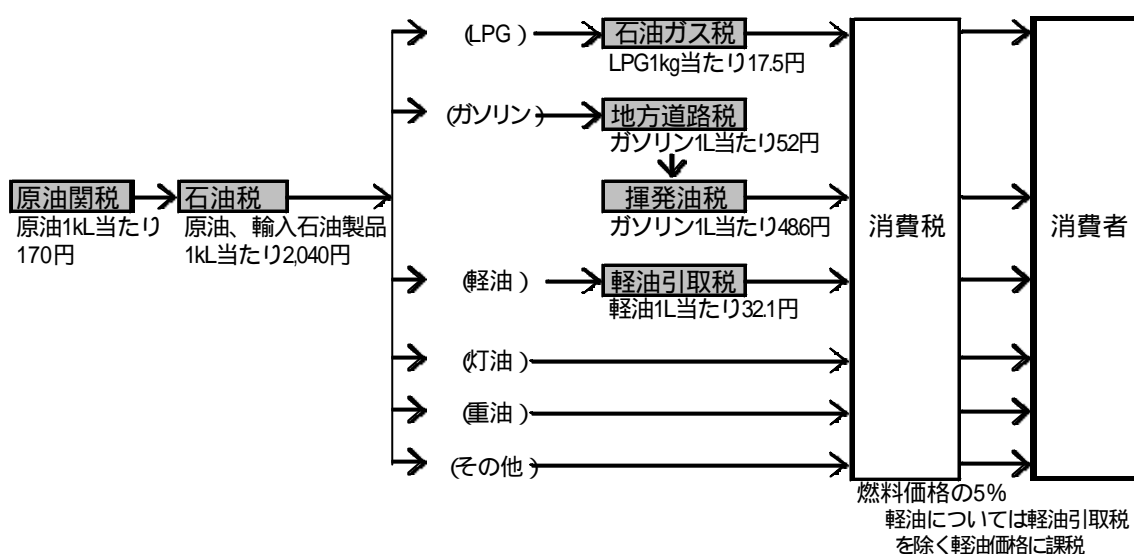 (LPG)
石油ガス税
LPG1kg当たり17.5円
(ガソリン)
地方道路税
ガソリン1L当たり52円
原油関税
原油1kL当たり
170円
石油税
原油、輸入石油製品
1kL当たり2,040円
揮発油税
ガソリン1L当たり48.6円
消費税
消費者
(軽油)
軽油引取税
軽油1L当たり32.1円
(灯油)
(重油)
(その他)
燃料価格の5%
軽油については軽油引取税
を除く軽油価格に課税